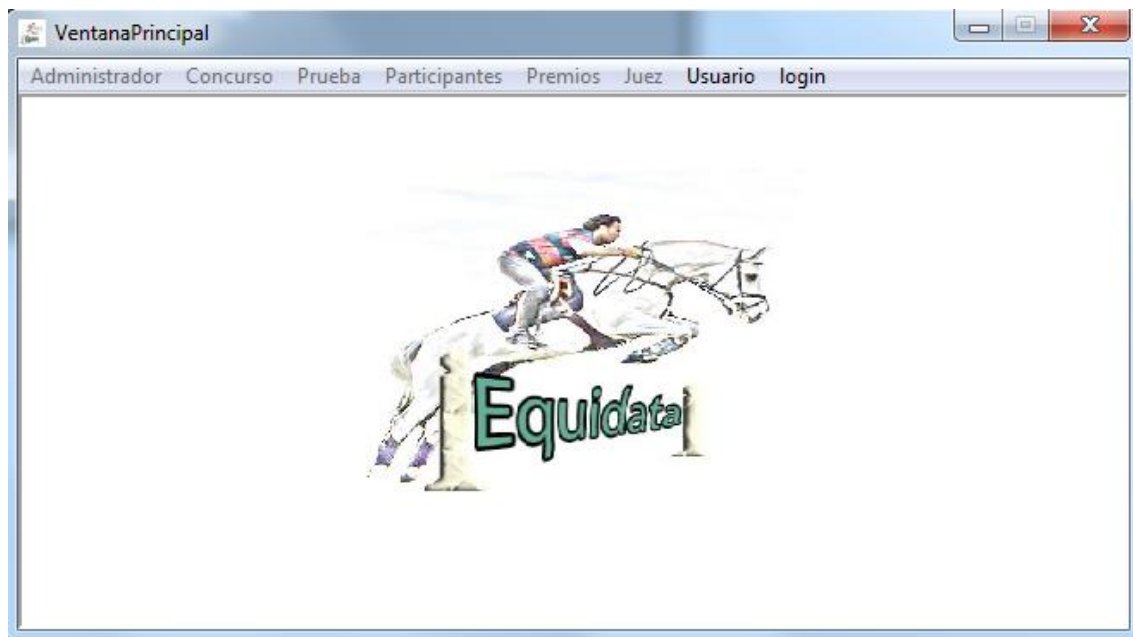 VentanaPrincipal
Administrador Concurso Prueba Participantes Premios Juez Usuario login
Equidata